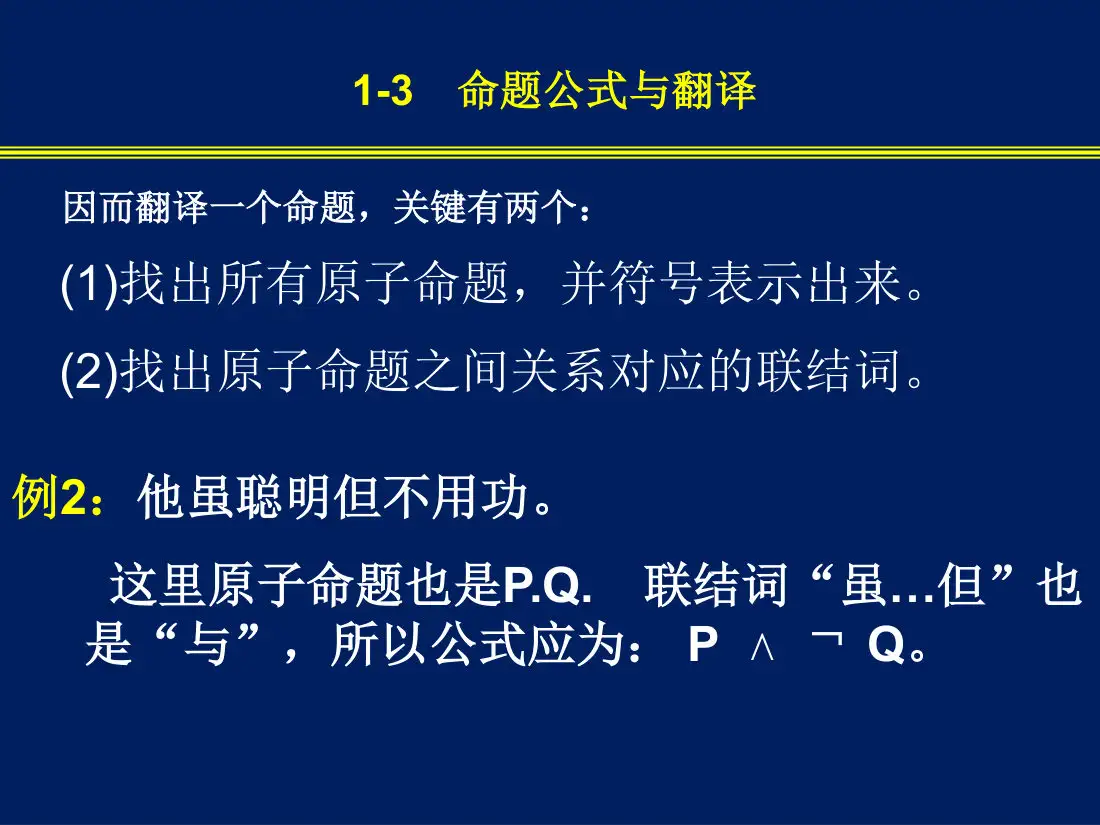 1-3 命题公式与翻译
因而翻译一个命题，关键有两个：
(1)找出所有原子命题，并符号表示出来。
(2)找出原子命题之间关系对应的联结词。
例2：他虽聪明但不用功。
这里原子命题也是P.Q. 联结词“虽…但”也
是“与”，所以公式应为： P ∧ ￢ Q。